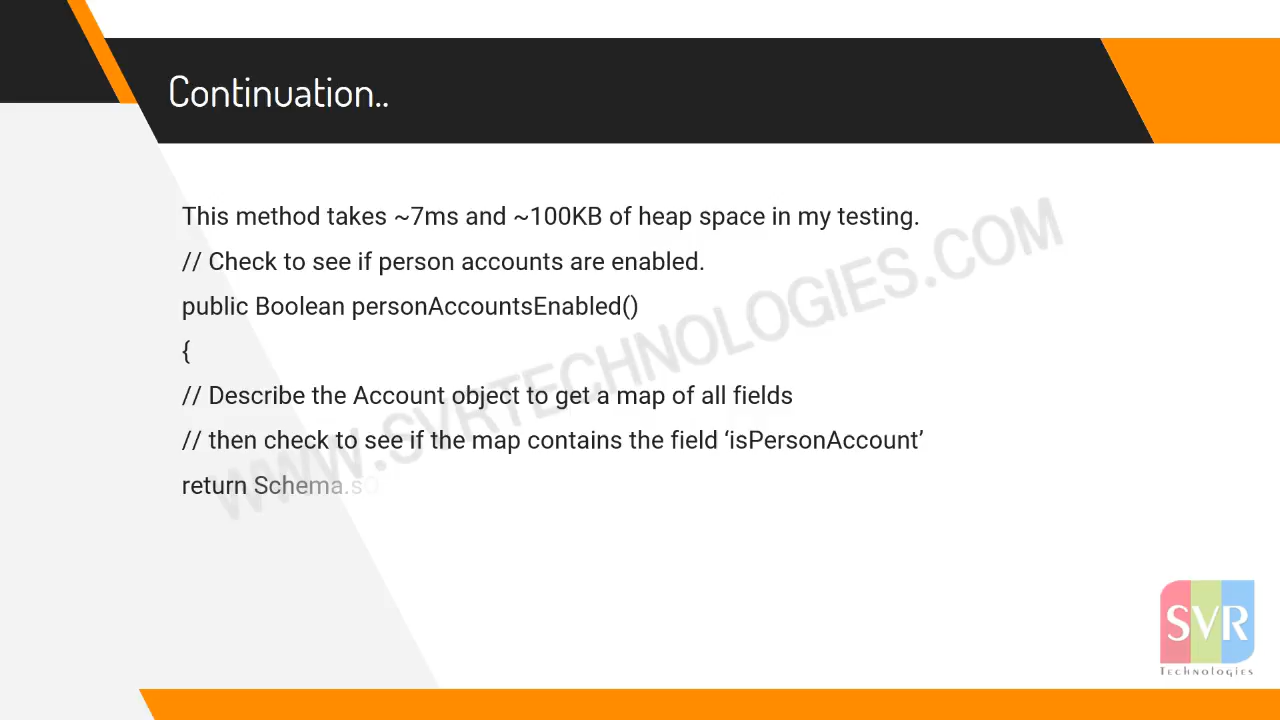 Continuation..
This method takes ~7ms and ~100KB of heap space in my testing.
// Check to see if person accounts are enabled.
public Boolean personAccountsEnabled()
{
// Describe the Account object to get a map of all fields
// then check to see if the map contains the field ‘isPersonAccount’
return Schema.sO
WWW.SVRTECHNOLOGIES.COM
SVR
Technologies